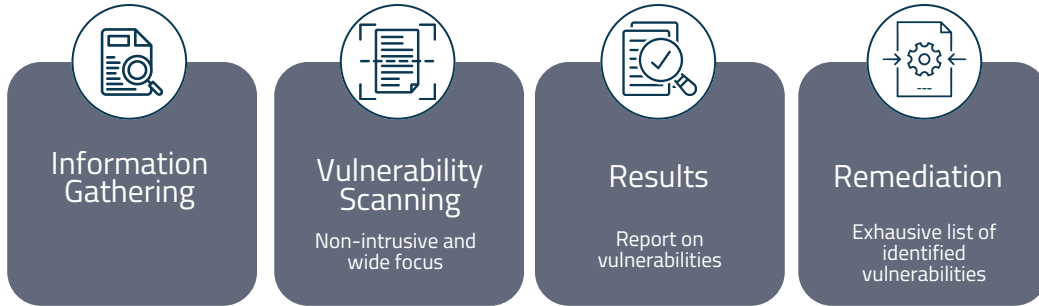 Information
Gathering
Vulnerability
Scanning
Non-intrusive and
wide focus
Results
Report on
vulnerabilities
Remediation
Exhausive list of
identified
vulnerabilities